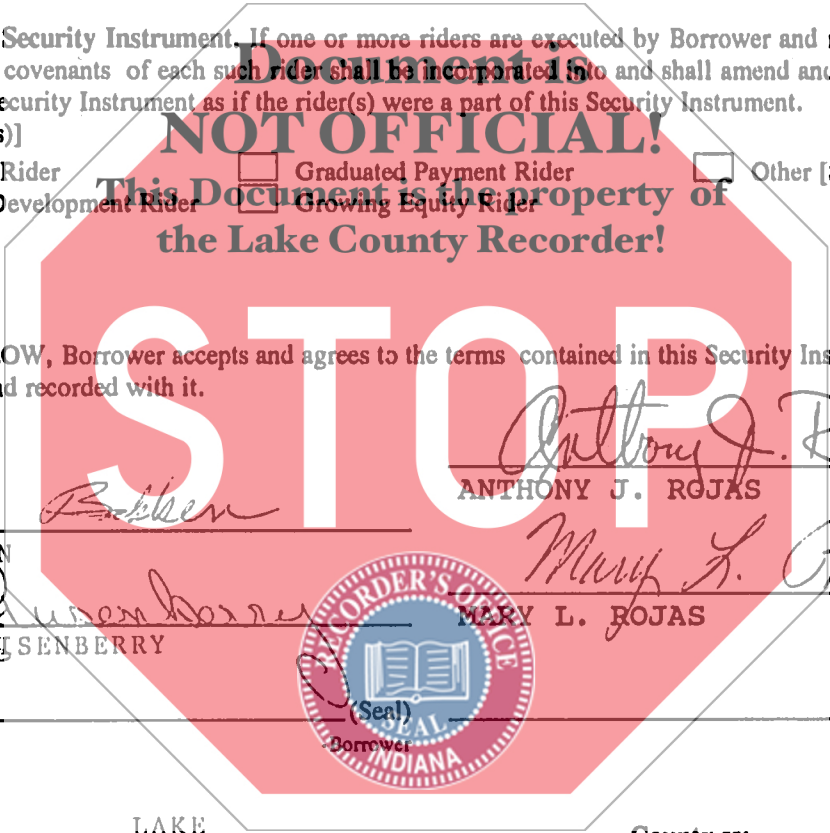 Security Instrument. If one or more riders are executed by Borrower and
covenants of each such rider shall be incorporated into and shall amend and
ecurity Instrument as if the rider(s) were a part of this Security Instrument.
s)]
Rider Graduated Payment Rider Other [
evelopment Rider Growing Equity Rider
Document is
NOT OFFICIAL!
This Document is the property of
the Lake County Recorder!
STOP
OW, Borrower accepts and agrees to the terms contained in this Security Ins
d recorded with it.
Anthony J. R
ANTHONY J. ROJAS
N
Mary L.
MARY L. ROJAS
ISENBERRY
RECORDER'S OFFICE
SEAL
INDIANA
(Seal)
-Borrower
LAKE